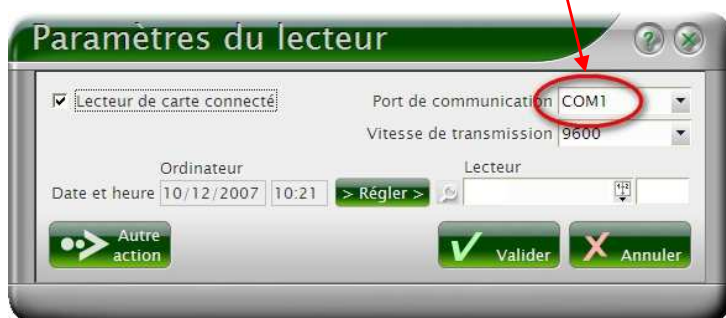 Paramètres du lecteur
Lecteur de carte connecté
Port de communication COM1
Vitesse de transmission 9600
Ordinateur Lecteur
Date et heure 10/12/2007 10:21 > Régler >
Autre
action
Valider
Annuler